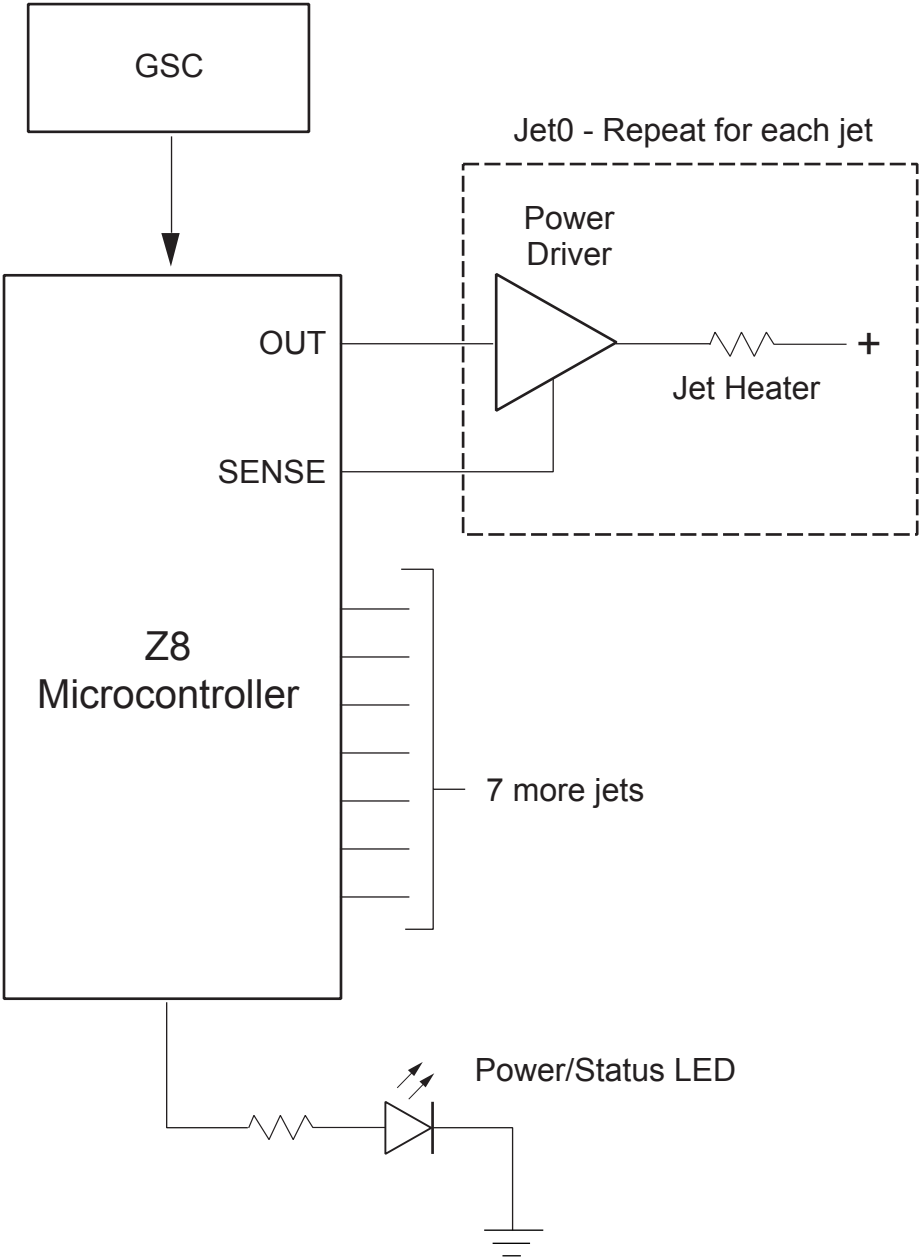 GSC
Jet0 - Repeat for each jet
Power
Driver
OUT
+
Jet Heater
SENSE
Z8
Microcontroller
7 more jets
Power/Status LED